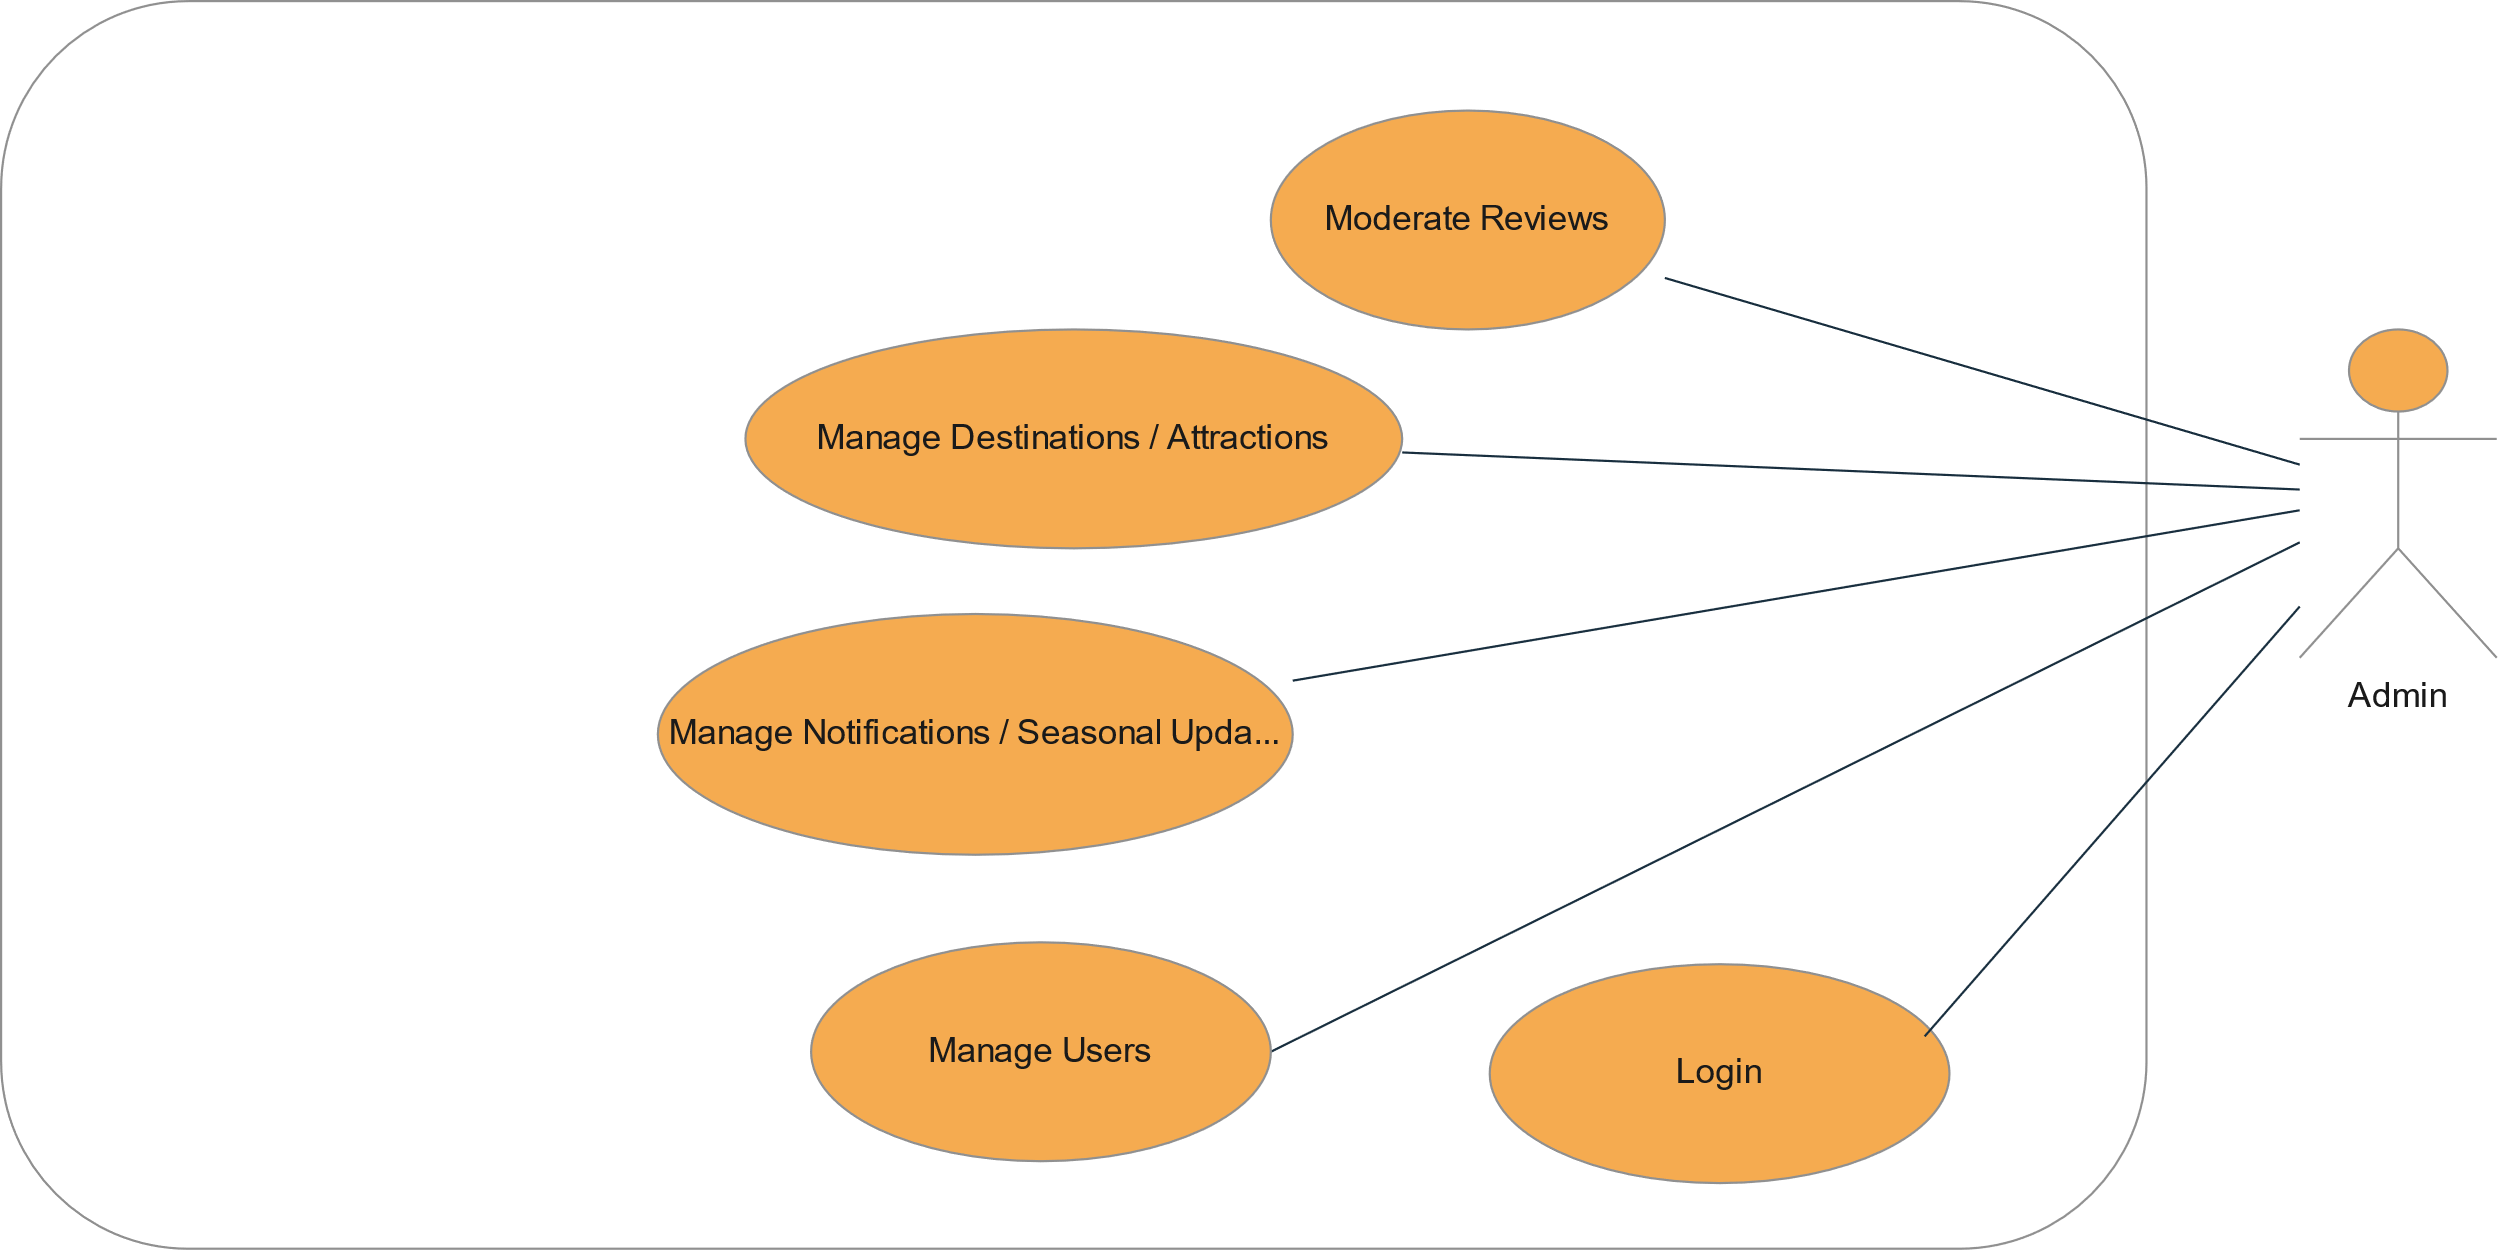 Moderate Reviews
Manage Destinations / Attractions
Admin
Manage Notifications / Seasonal Upda...
Manage Users
Login